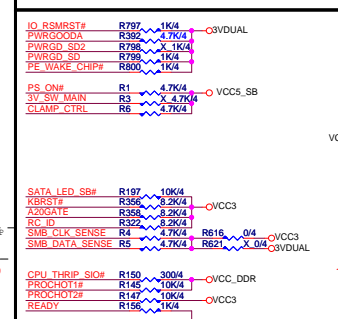 IO_RSMRST# R797 1K/4 3VDUAL
PWRGOODA R392 4.7K/4
PWRGD_SD2 R798 X_1K/4
PWRGD_SD R799 1K/4
PE_WAKE_CHIP# R800 1K/4
PS_ON# R1 4.7K/4 VCC5_SB
3V_SW_MAIN R3 X_4.7K/4
CLAMP_CTRL R6 4.7K/4
SATA_LED_SB# R197 10K/4
KBRST# R356 8.2K/4 VCC3
A20GATE R358 8.2K/4
RC_ID R322 8.2K/4
SMB_CLK_SENSE R4 4.7K/4 R616 0/4 VCC3
SMB_DATA_SENSE R5 4.7K/4 R621 X_0/4 3VDUAL
CPU_THRIP_SIO# R150 300/4 VCC_DDR
PROCHOT1# R145 10K/4
PROCHOT2# R147 10K/4 VCC3
READY R156 1K/4